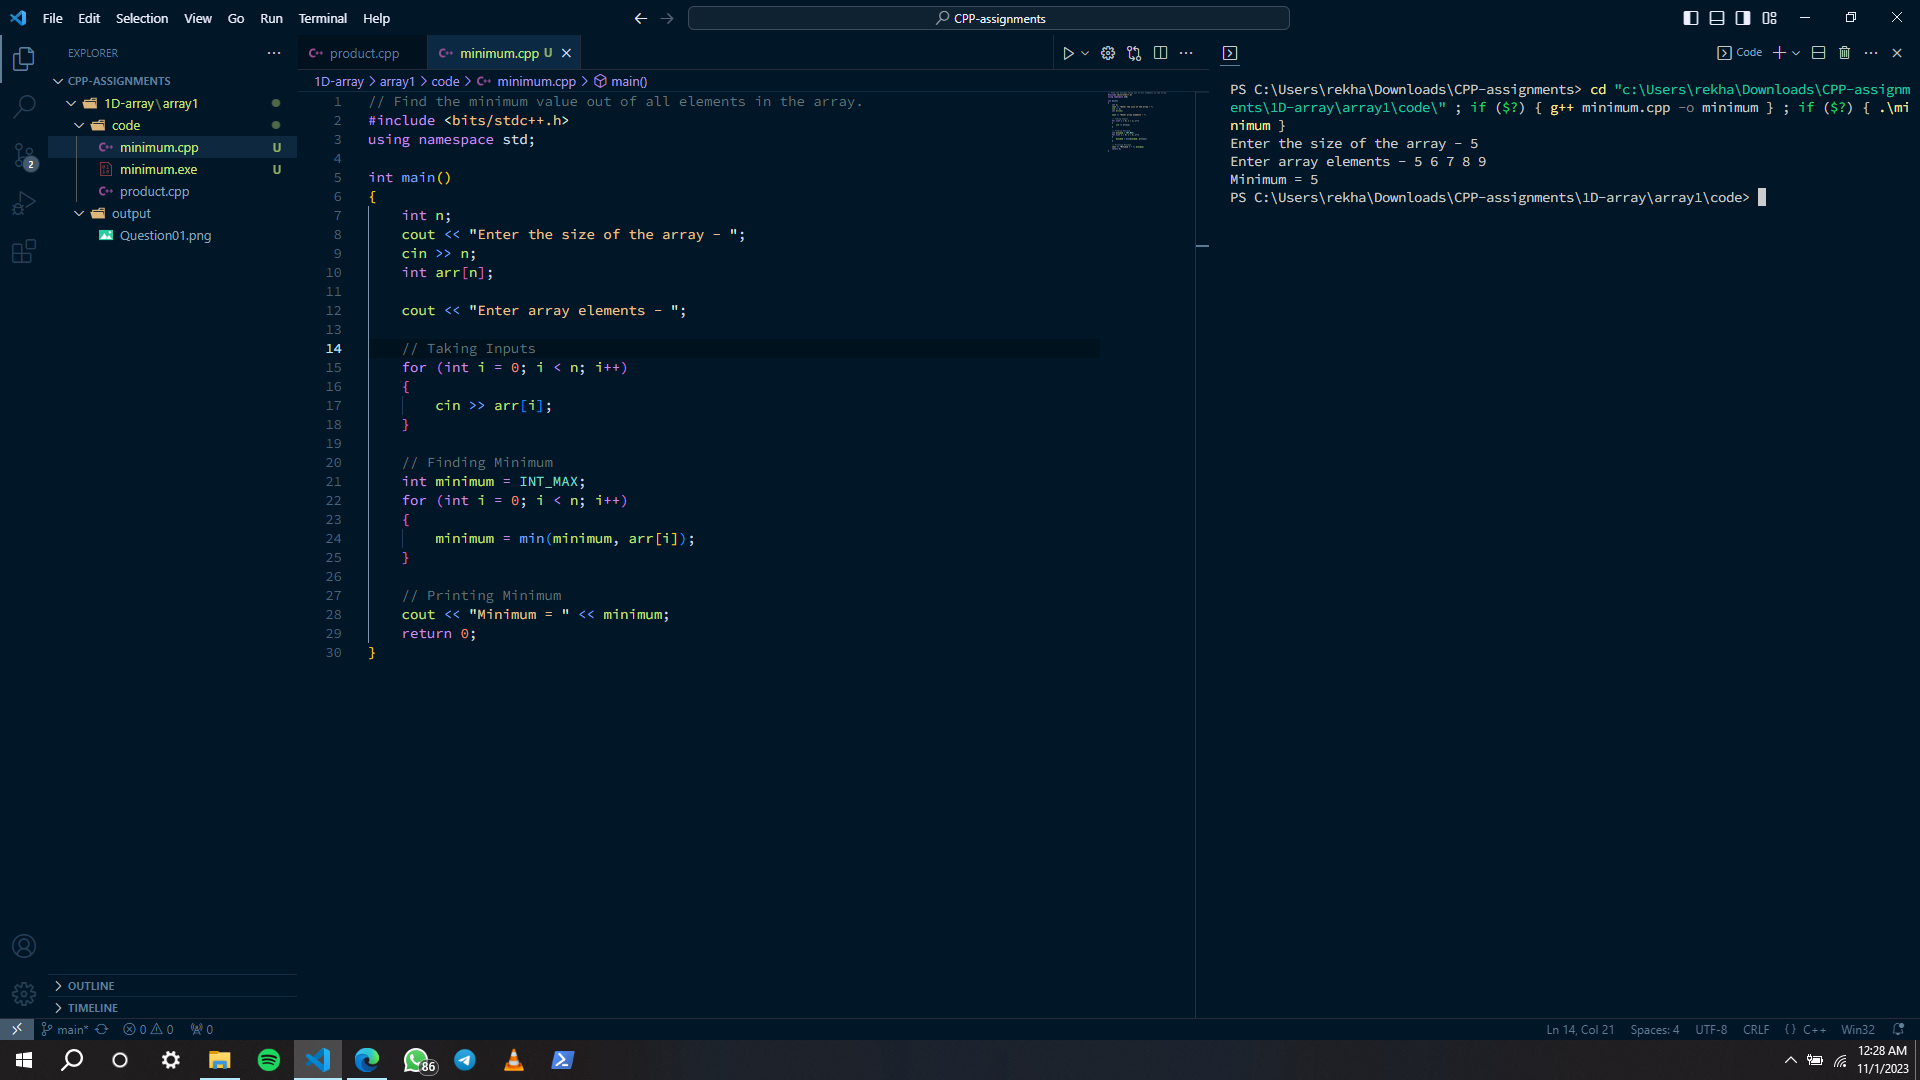 File Edit Selection View Go Run Terminal Help
CPP-assignments
EXPLORER
CPP-ASSIGNMENTS
1D-array\array1
code
minimum.cpp U
minimum.exe U
product.cpp
output
Question01.png
OUTLINE
TIMELINE
2
product.cpp
minimum.cpp U
1D-array > array1 > code > minimum.cpp > main()
1 // Find the minimum value out of all elements in the array.
2 #include <bits/stdc++.h>
3 using namespace std;
4
5 int main()
6 {
7 int n;
8 cout << "Enter the size of the array - ";
9 cin >> n;
10 int arr[n];
11
12 cout << "Enter array elements - ";
13
14 // Taking Inputs
15 for (int i = 0; i < n; i++)
16 {
17 cin >> arr[i];
18 }
19
20 // Finding Minimum
21 int minimum = INT_MAX;
22 for (int i = 0; i < n; i++)
23 {
24 minimum = min(minimum, arr[i]);
25 }
26
27 // Printing Minimum
28 cout << "Minimum = " << minimum;
29 return 0;
30 }
Code
PS C:\Users\rekha\Downloads\CPP-assignments> cd "c:\Users\rekha\Downloads\CPP-assignm
ents\1D-array\array1\code\" ; if ($?) { g++ minimum.cpp -o minimum } ; if ($?) { .\mi
nimum }
Enter the size of the array - 5
Enter array elements - 5 6 7 8 9
Minimum = 5
PS C:\Users\rekha\Downloads\CPP-assignments\1D-array\array1\code>
main* 0 0 0
Ln 14, Col 21 Spaces: 4 UTF-8 CRLF {} C++ Win32
86
12:28 AM
11/1/2023